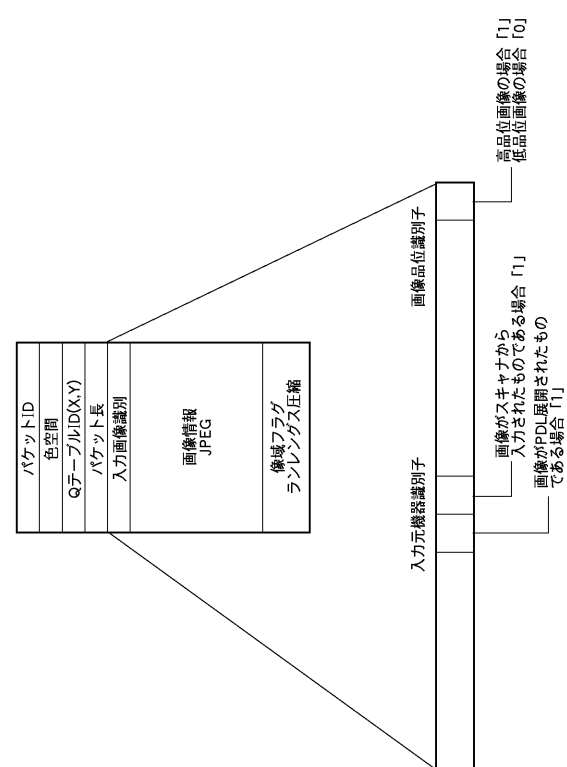 パケットID
色空間
QテーブルID(X,Y)
パケット長
入力画像識別
画像情報
JPEG
像域フラグ
ランレングス圧縮
入力元機器識別子
画像品位識別子
画像がPDL展開されたもの
である場合「1」
画像がスキャナから
入力されたものである場合「1」
高品位画像の場合「1」
低品位画像の場合「0」